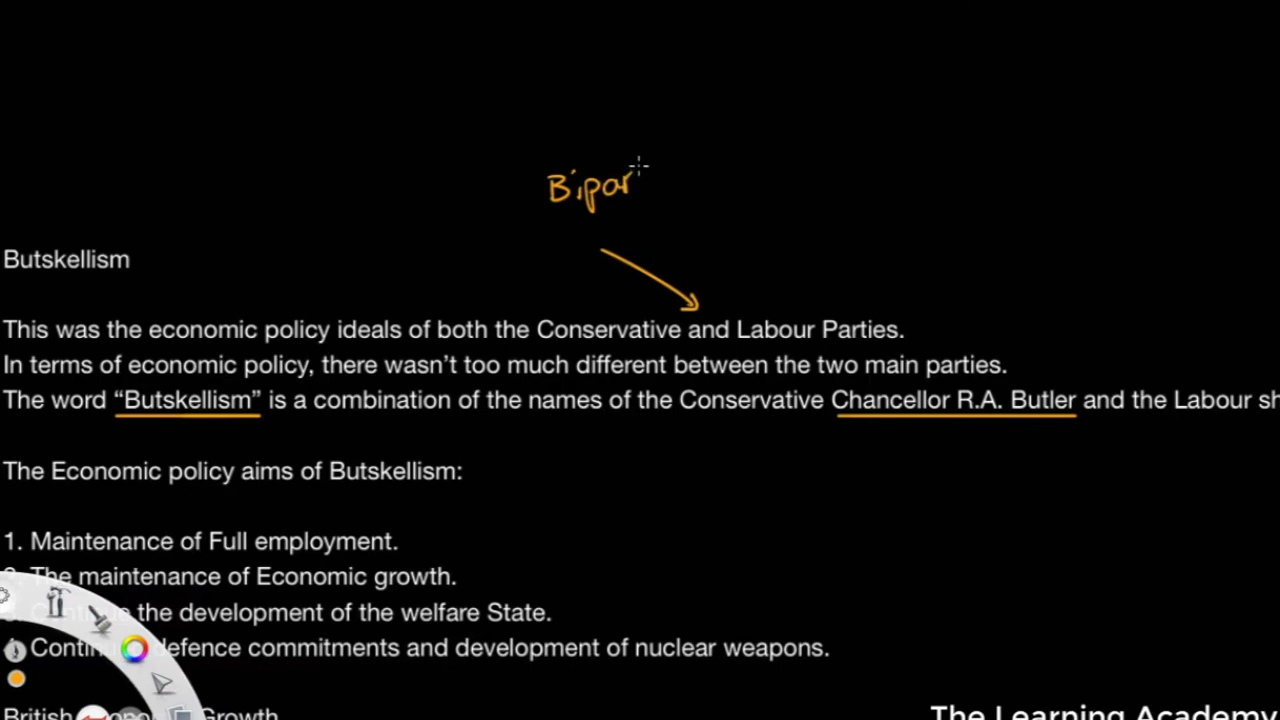 Bipar
Butskellism
This was the economic policy ideals of both the Conservative and Labour Parties.
In terms of economic policy, there wasn't too much different between the two main parties.
The word “Butskellism” is a combination of the names of the Conservative Chancellor R.A. Butler and the Labour sh
The Economic policy aims of Butskellism:
1. Maintenance of Full employment.
2. The maintenance of Economic growth.
the development of the welfare State.
defence commitments and development of nuclear weapons.
British Growth
The Learning Academy